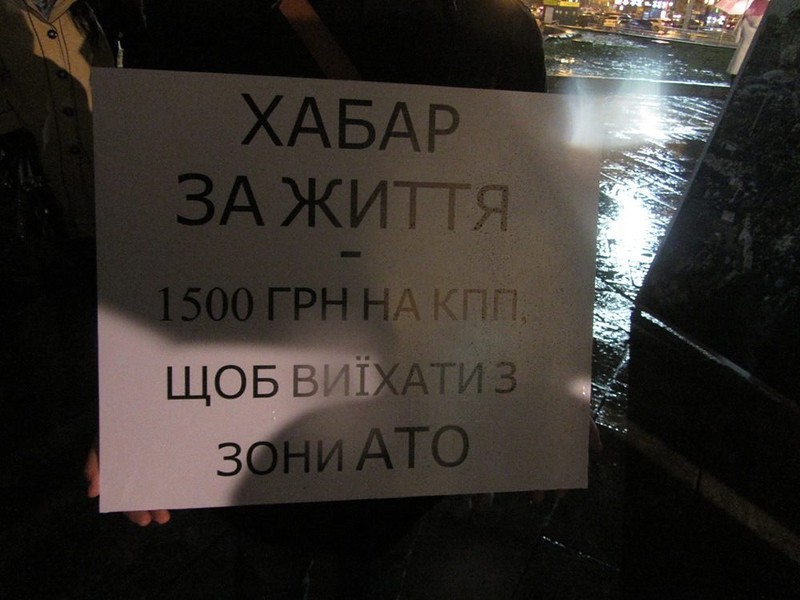 ХАБАР
ЗА ЖИТТЯ
-
1500 ГРН НА КПП,
ЩОБ ВИЇХАТИ З
ЗОНИ АТО